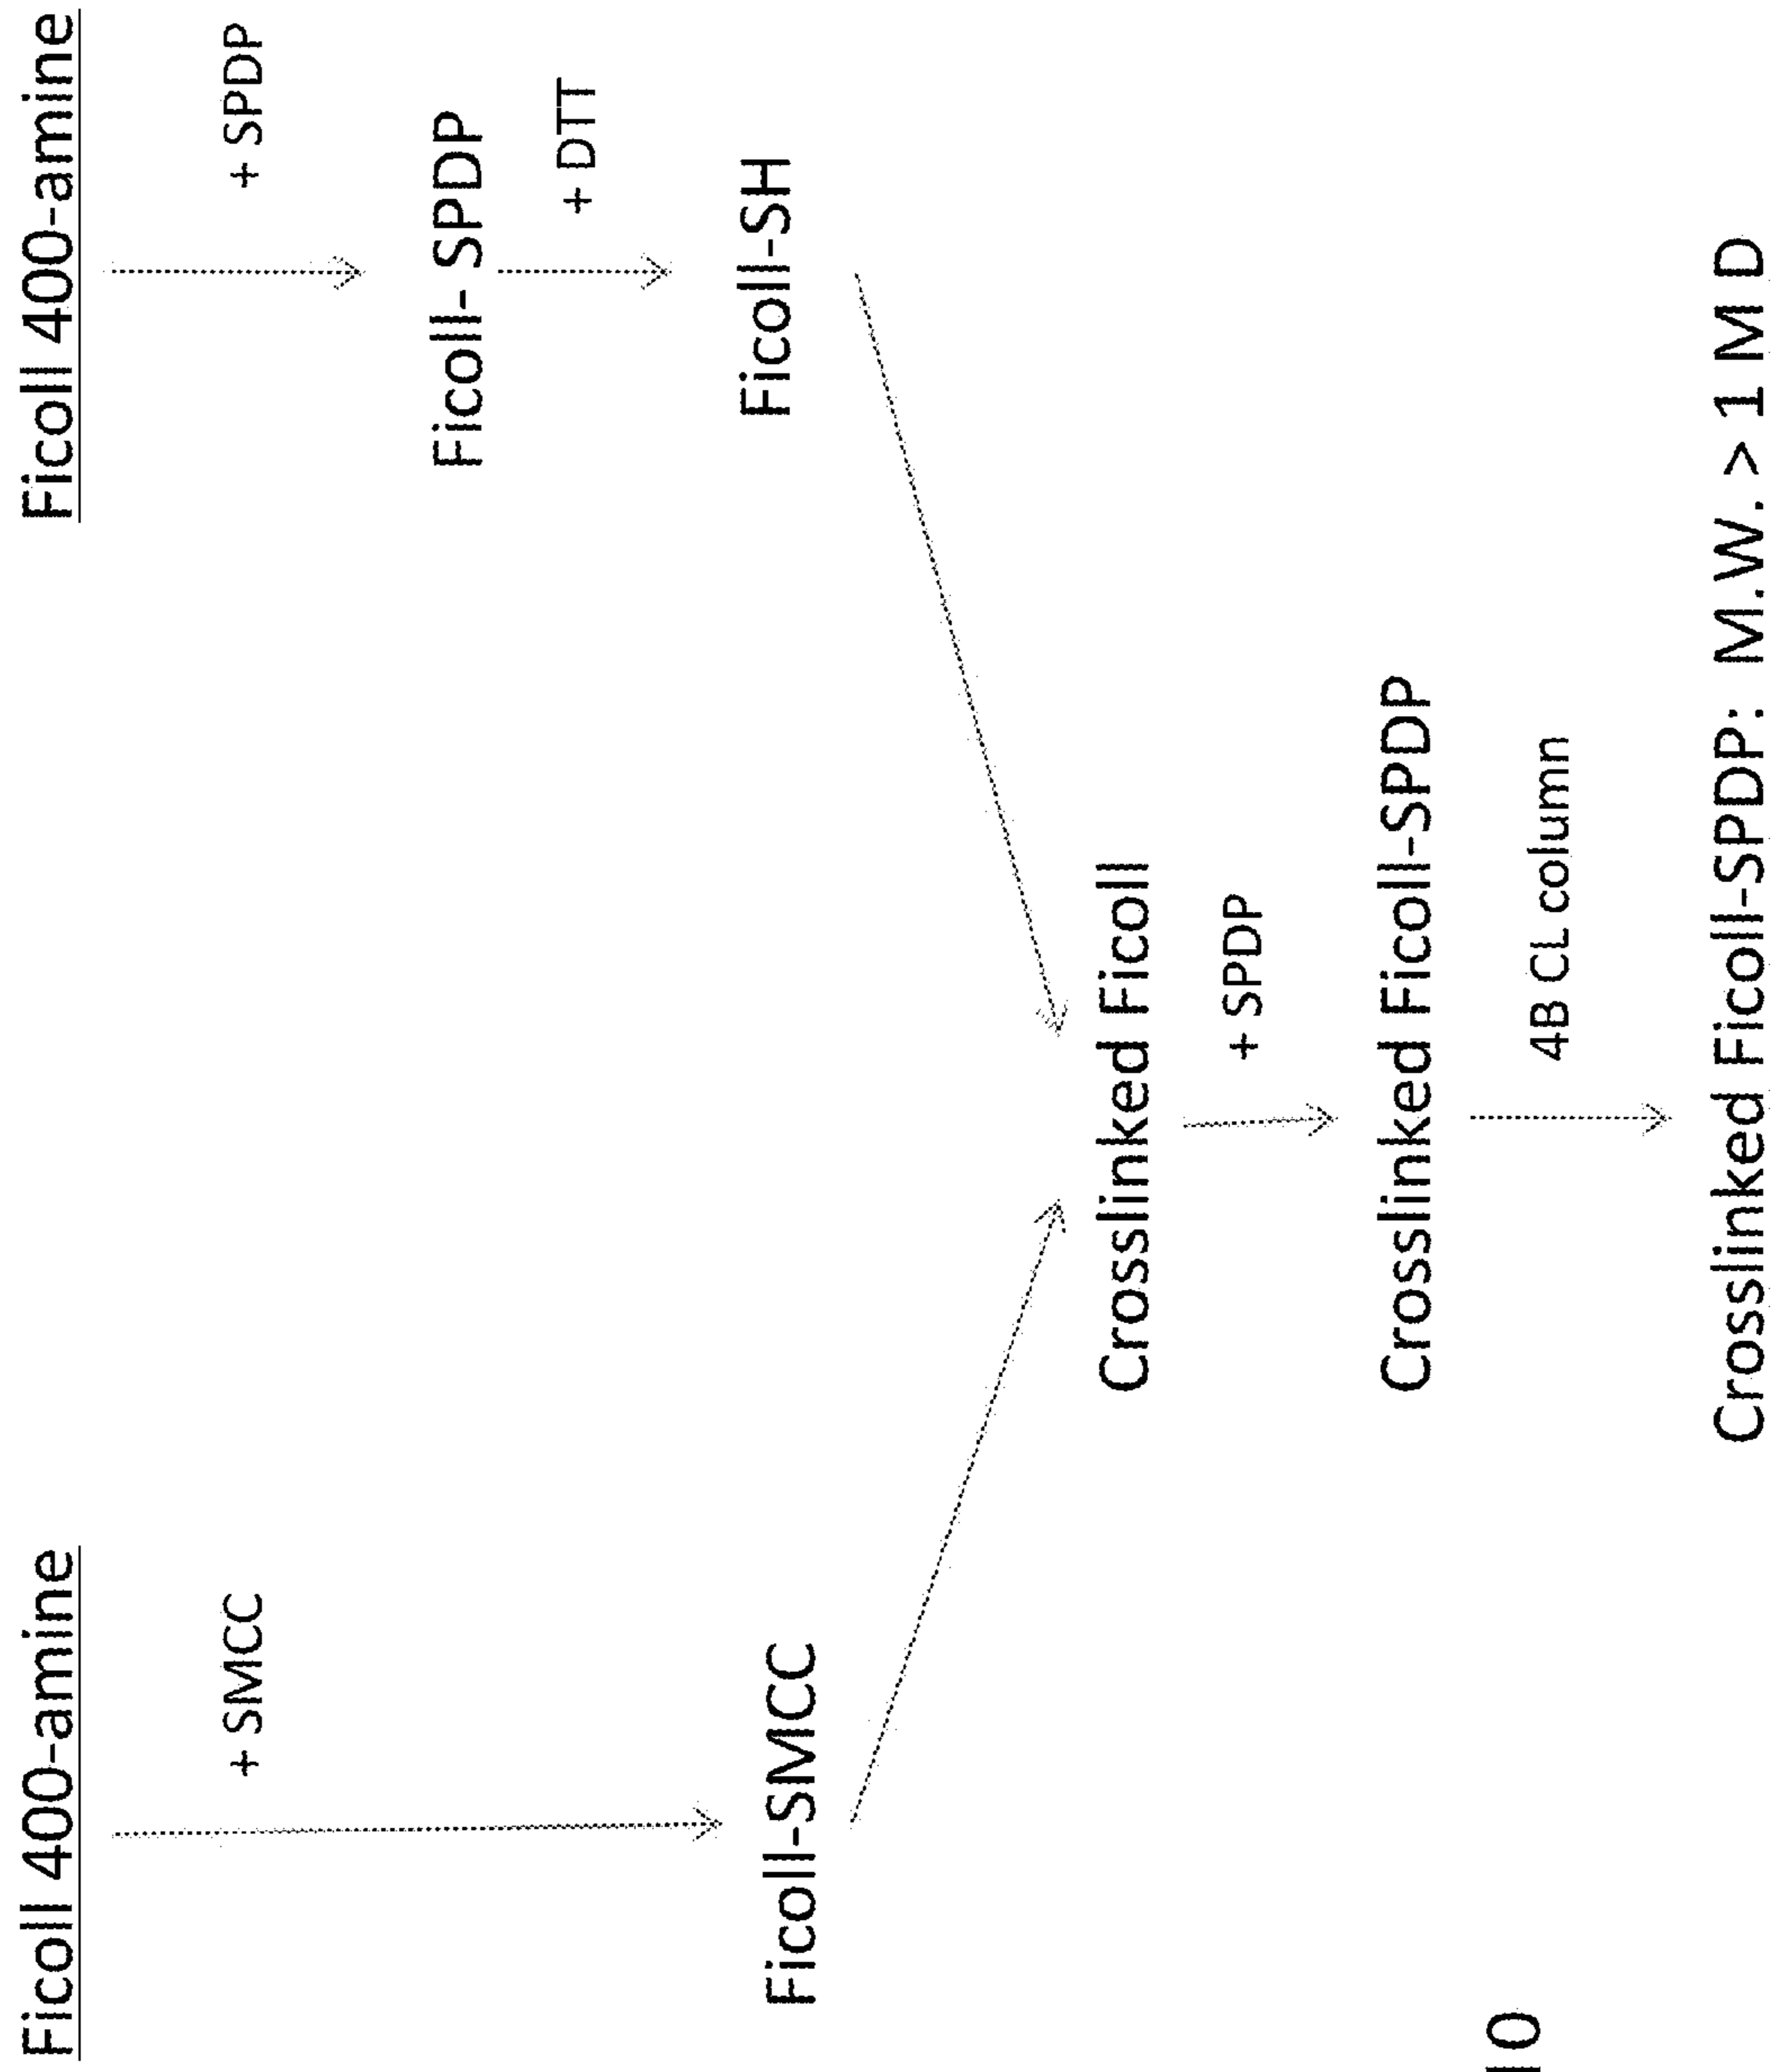 Ficoll 400-amine
Ficoll 400-amine
+ SMCC
+ SPDP
Ficoll- SPDP
+ DTT
Ficoll-SMCC
Ficoll-SH
Crosslinked Ficoll
+ SPDP
Crosslinked Ficoll-SPDP
4B CL column
Crosslinked Ficoll-SPDP: M.W. > 1 M D
10